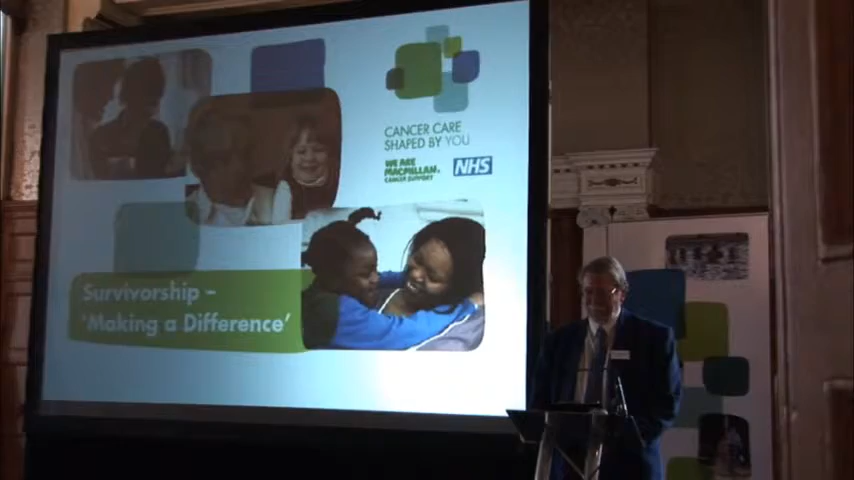 CANCER CARE
SHAPED BY YOU
WE ARE
MACMILLAN.
CANCER SUPPORT
NHS
Survivorship –
'Making a Difference'